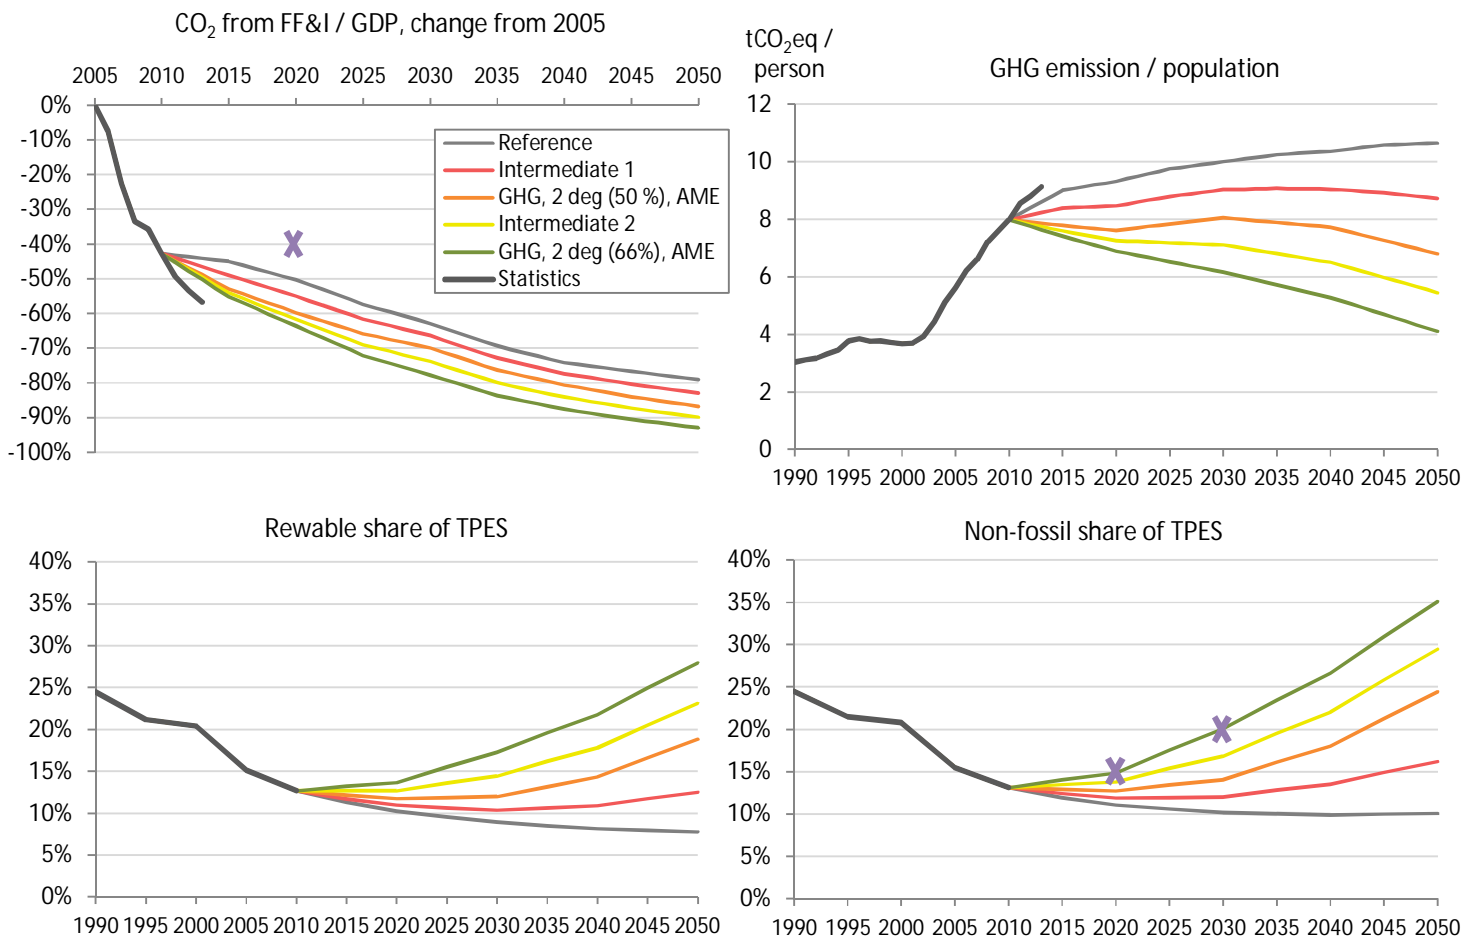 CO₂ from FF&I / GDP, change from 2005
2005 2010 2015 2020 2025 2030 2035 2040 2045 2050
0%
-10%
-20%
-30%
-40%
-50%
-60%
-70%
-80%
-90%
-100%
Reference
Intermediate 1
GHG, 2 deg (50 %), AME
Intermediate 2
GHG, 2 deg (66%), AME
Statistics
tCO₂eq /
person
GHG emission / population
12
10
8
6
4
2
0
1990 1995 2000 2005 2010 2015 2020 2025 2030 2035 2040 2045 2050
Rewable share of TPES
40%
35%
30%
25%
20%
15%
10%
5%
0%
1990 1995 2000 2005 2010 2015 2020 2025 2030 2035 2040 2045 2050
Non-fossil share of TPES
40%
35%
30%
25%
20%
15%
10%
5%
0%
1990 1995 2000 2005 2010 2015 2020 2025 2030 2035 2040 2045 2050